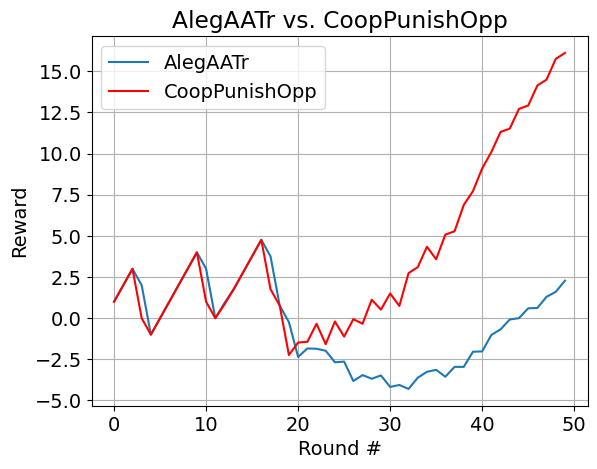 AlegAATr vs. CoopPunishOpp
AlegAATr
CoopPunishOpp
Reward
15.0
12.5
10.0
7.5
5.0
2.5
0.0
−2.5
−5.0
0 10 20 30 40 50
Round #